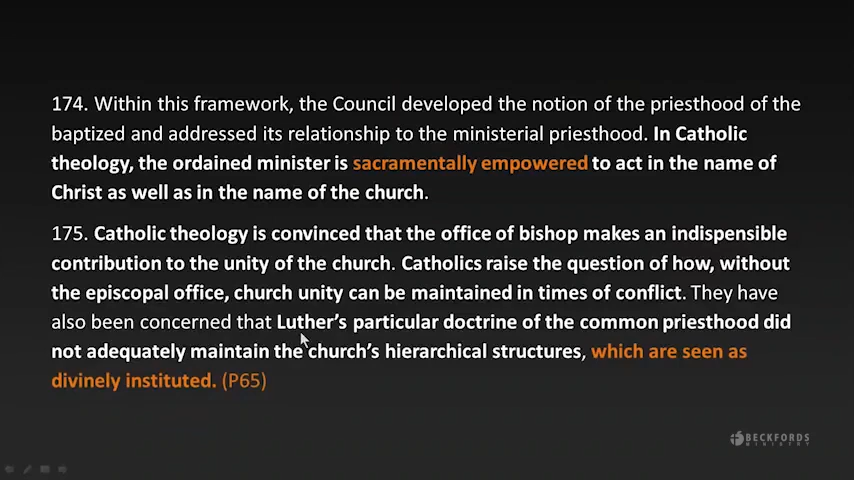 174. Within this framework, the Council developed the notion of the priesthood of the
baptized and addressed its relationship to the ministerial priesthood. In Catholic
theology, the ordained minister is sacramentally empowered to act in the name of
Christ as well as in the name of the church.
175. Catholic theology is convinced that the office of bishop makes an indispensible
contribution to the unity of the church. Catholics raise the question of how, without
the episcopal office, church unity can be maintained in times of conflict. They have
also been concerned that Luther’s particular doctrine of the common priesthood did
not adequately maintain the church’s hierarchical structures, which are seen as
divinely instituted. (P65)
BECKFORDS
MINISTRY